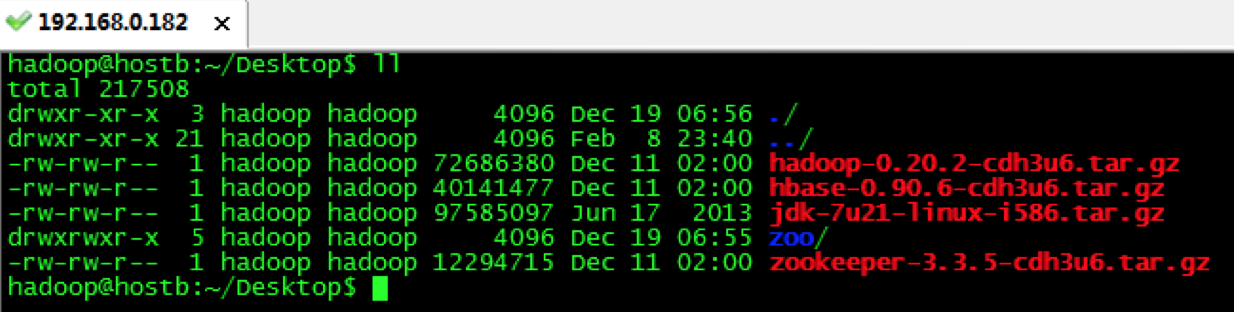 192.168.0.182 x
hadoop@hostb:~/Desktop$ ll
total 217508
drwxr-xr-x  3 hadoop hadoop     4096 Dec 19 06:56 ./
drwxr-xr-x 21 hadoop hadoop     4096 Feb  8 23:40 ../
-rw-rw-r--  1 hadoop hadoop 72686380 Dec 11 02:00 hadoop-0.20.2-cdh3u6.tar.gz
-rw-rw-r--  1 hadoop hadoop 40141477 Dec 11 02:00 hbase-0.90.6-cdh3u6.tar.gz
-rw-rw-r--  1 hadoop hadoop 97585097 Jun 17  2013 jdk-7u21-linux-i586.tar.gz
drwxrwxr-x  5 hadoop hadoop     4096 Dec 19 06:55 zoo/
-rw-rw-r--  1 hadoop hadoop 12294715 Dec 11 02:00 zookeeper-3.3.5-cdh3u6.tar.gz
hadoop@hostb:~/Desktop$